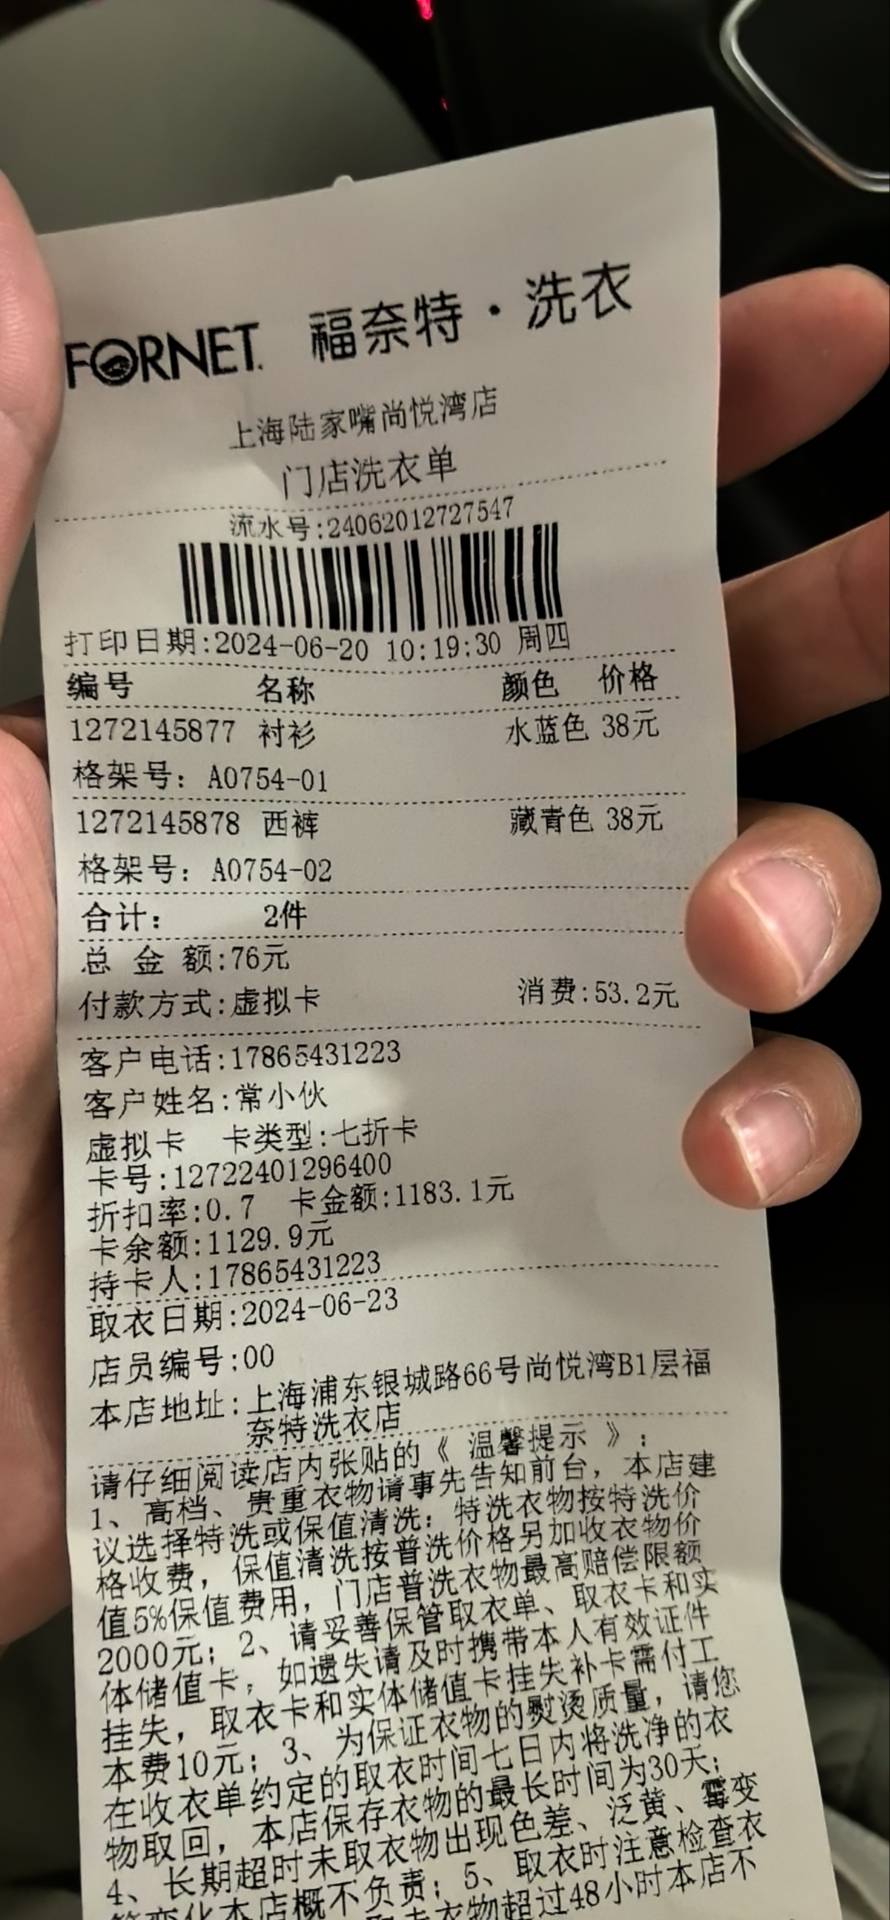 FORNET. 福奈特·洗衣
上海陆家嘴尚悦湾店
门店洗衣单
流水号:24062012727547
打印日期:2024-06-20 10:19:30 周四
编号 名称 颜色 价格
1272145877 衬衫 水蓝色 38元
格架号: A0754-01
1272145878 西裤 藏青色 38元
格架号: A0754-02
合计: 2件
总 金 额:76元
付款方式:虚拟卡 消费:53.2元
客户电话:17865431223
客户姓名:常小伙
虚拟卡 卡类型:七折卡
卡号:12722401296400
折扣率:0.7 卡金额:1183.1元
卡余额:1129.9元
持卡人:17865431223
取衣日期:2024-06-23
店员编号:00
本店地址:上海浦东银城路66号尚悦湾B1层福
奈特洗衣店
请仔细阅读店内张贴的《 温馨提示 》:
1、高档、贵重衣物请事先告知前台，本店建
议选择特洗或保值清洗；特洗衣物按特洗价
格收费，保值清洗按普洗价格另加收衣物价
值5%保值费用，门店普洗衣物最高赔偿限额
2000元；2、请妥善保管取衣单、取衣卡和实
体储值卡，如遗失请及时携带本人有效证件
挂失，取衣卡和实体储值卡挂失补卡需付工
本费10元；3、为保证衣物的熨烫质量，请您
在收衣单约定的取衣时间七日内将洗净的衣
物取回，本店保存衣物的最长时间为30天；
4、长期超时未取衣物出现色差、泛黄、霉变
等变化本店概不负责；5、取衣时注意检查衣
衣物超过48小时本店不